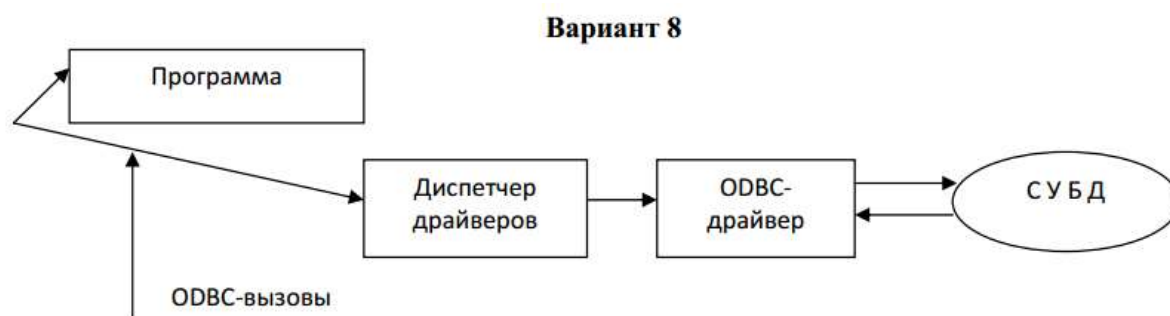 Вариант 8
Программа
Диспетчер
драйверов
ODBC-
драйвер
С У Б Д
ODBC-вызовы